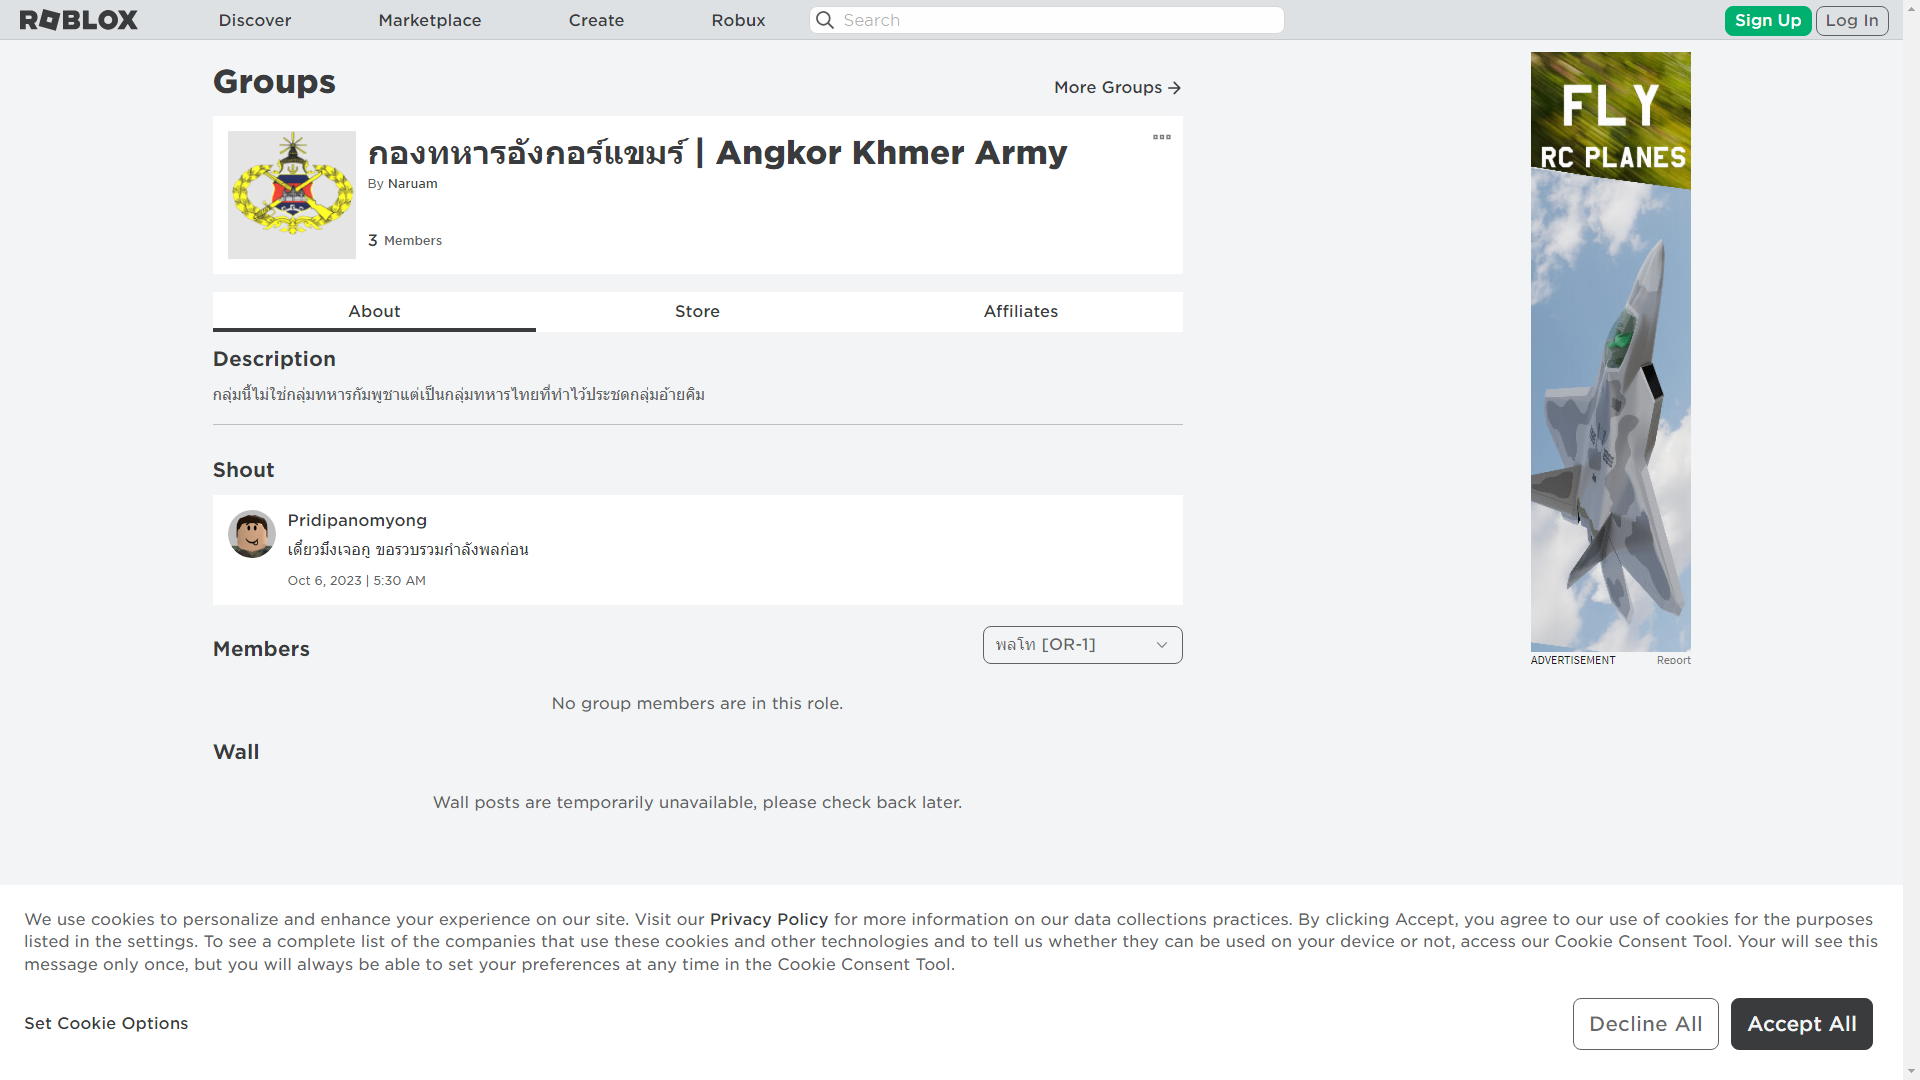 ROBLOX
Discover
Marketplace
Create
Robux
Search
Sign Up
Log In
Groups
More Groups
กองทหารอังกอร์แขมร์ | Angkor Khmer Army
By Naruam
3 Members
About
Store
Affiliates
Description
กลุ่มนี้ไม่ใช่กลุ่มทหารกัมพูชาแต่เป็นกลุ่มทหารไทยที่ทำไว้ประชดกลุ่มอ้ายคิม
Shout
Pridipanomyong
เดี๋ยวมึงเจอกู ขอรวบรวมกำลังพลก่อน
Oct 6, 2023 | 5:30 AM
Members
พลโท [OR-1]
No group members are in this role.
Wall
Wall posts are temporarily unavailable, please check back later.
FLY
RC PLANES
ADVERTISEMENT
Report
We use cookies to personalize and enhance your experience on our site. Visit our Privacy Policy for more information on our data collections practices. By clicking Accept, you agree to our use of cookies for the purposes
listed in the settings. To see a complete list of the companies that use these cookies and other technologies and to tell us whether they can be used on your device or not, access our Cookie Consent Tool. Your will see this
message only once, but you will always be able to set your preferences at any time in the Cookie Consent Tool.
Set Cookie Options
Decline All
Accept All